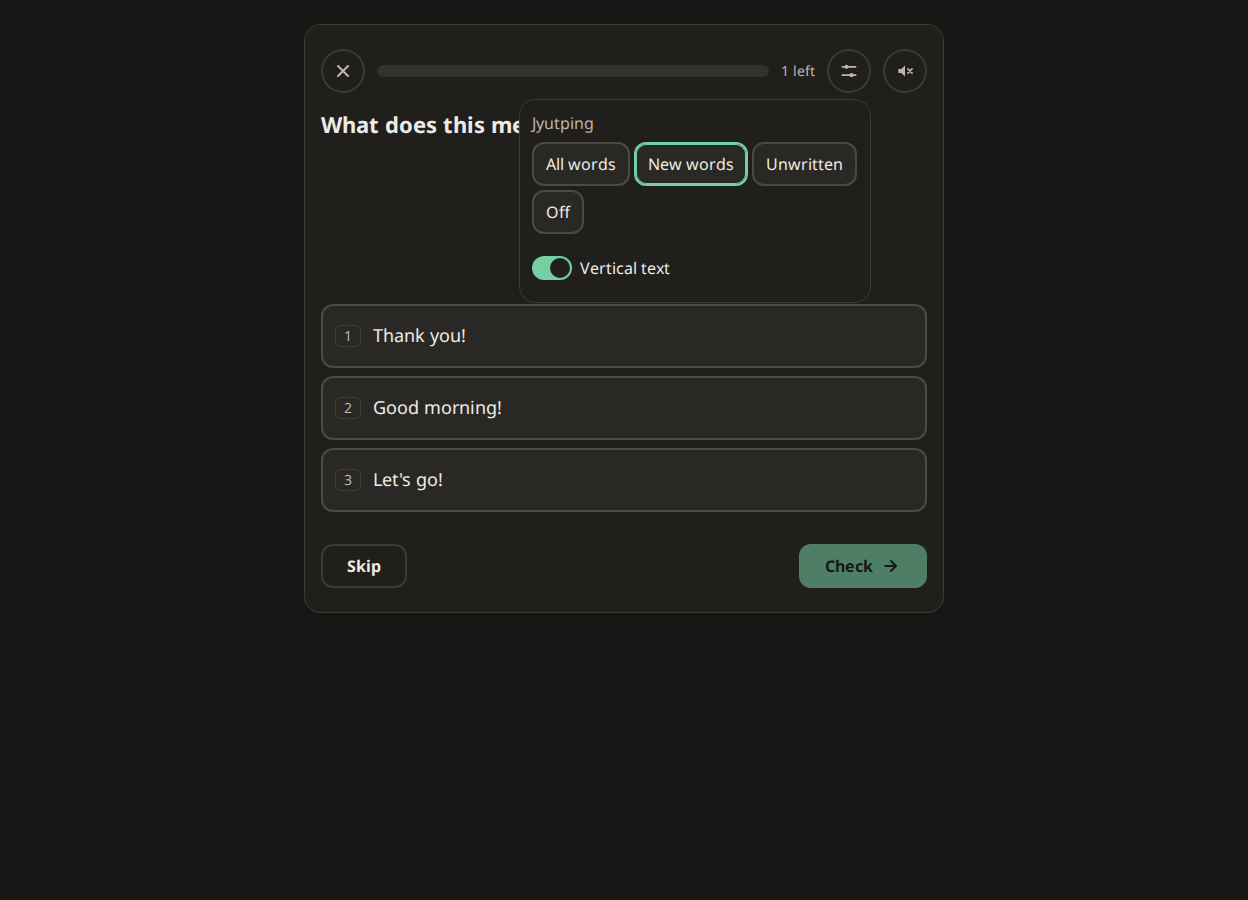 1 left
What does this me
Jyutping
All words New words Unwritten
Off
Vertical text
1 Thank you!
2 Good morning!
3 Let's go!
Skip Check